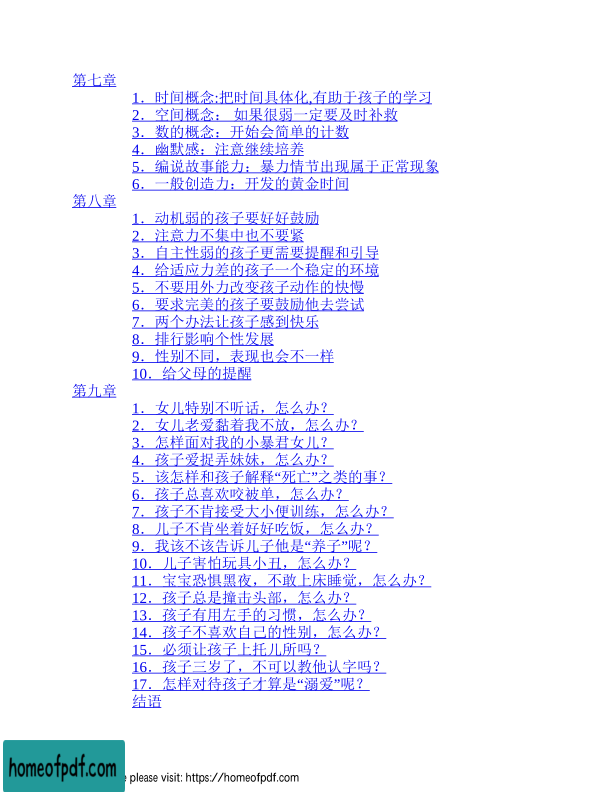 第七章
1．时间概念:把时间具体化,有助于孩子的学习
2．空间概念： 如果很弱一定要及时补救
3．数的概念：开始会简单的计数
4．幽默感：注意继续培养
5．编说故事能力：暴力情节出现属于正常现象
6．一般创造力：开发的黄金时间
第八章
1．动机弱的孩子要好好鼓励
2．注意力不集中也不要紧
3．自主性弱的孩子更需要提醒和引导
4．给适应力差的孩子一个稳定的环境
5．不要用外力改变孩子动作的快慢
6．要求完美的孩子要鼓励他去尝试
7．两个办法让孩子感到快乐
8．排行影响个性发展
9．性别不同，表现也会不一样
10．给父母的提醒
第九章
1．女儿特别不听话，怎么办？
2．女儿老爱黏着我不放，怎么办？
3．怎样面对我的小暴君女儿？
4．孩子爱捉弄妹妹，怎么办？
5．该怎样和孩子解释“死亡”之类的事？
6．孩子总喜欢咬被单，怎么办？
7．孩子不肯接受大小便训练，怎么办？
8．儿子不肯坐着好好吃饭，怎么办？
9．我该不该告诉儿子他是“养子”呢？
10．儿子害怕玩具小丑，怎么办？
11．宝宝恐惧黑夜，不敢上床睡觉，怎么办？
12．孩子总是撞击头部，怎么办？
13．孩子有用左手的习惯，怎么办？
14．孩子不喜欢自己的性别，怎么办？
15．必须让孩子上托儿所吗？
16．孩子三岁了，不可以教他认字吗？
17．怎样对待孩子才算是“溺爱”呢？
结语
homeofpdf.com
e please visit: https://homeofpdf.com